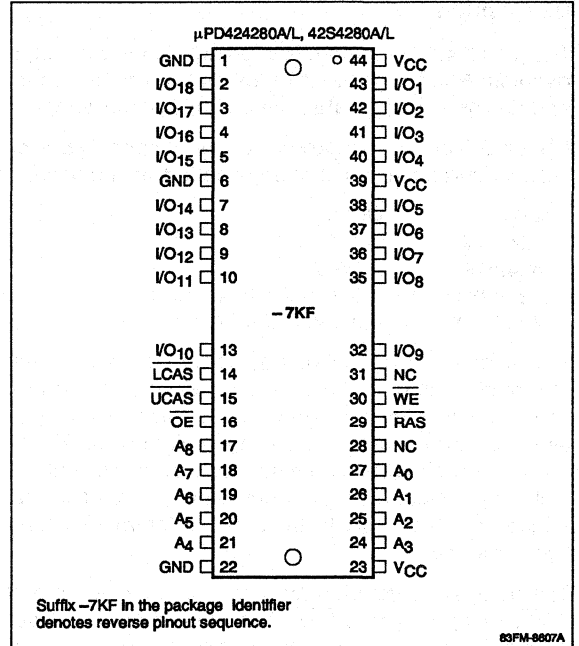 μPD424280A/L, 42S4280A/L
GND 1 44 VCC
I/O18 2 43 I/O1
I/O17 3 42 I/O2
I/O16 4 41 I/O3
I/O15 5 40 I/O4
GND 6 39 VCC
I/O14 7 38 I/O5
I/O13 8 37 I/O6
I/O12 9 36 I/O7
I/O11 10 35 I/O8
–7KF
I/O10 13 32 I/O9
LCAS 14 31 NC
UCAS 15 30 WE
OE 16 29 RAS
A8 17 28 NC
A7 18 27 A0
A6 19 26 A1
A5 20 25 A2
A4 21 24 A3
GND 22 23 VCC
Suffix –7KF in the package identifier
denotes reverse pinout sequence.
83FM-8607A